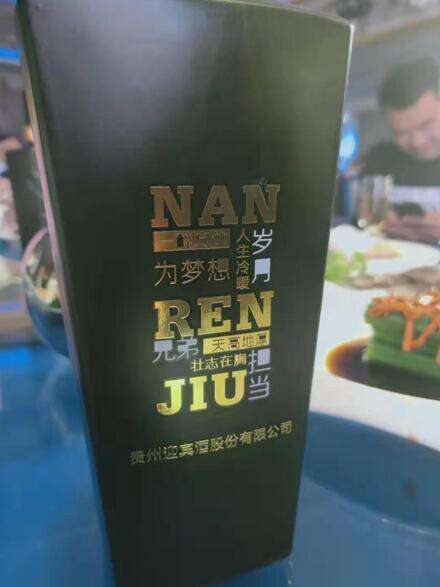 NAN
为梦想
人生冷暖
岁月
REN
兄弟
天高地厚
壮志在胸
担当
JIU
贵州迎宾酒股份有限公司